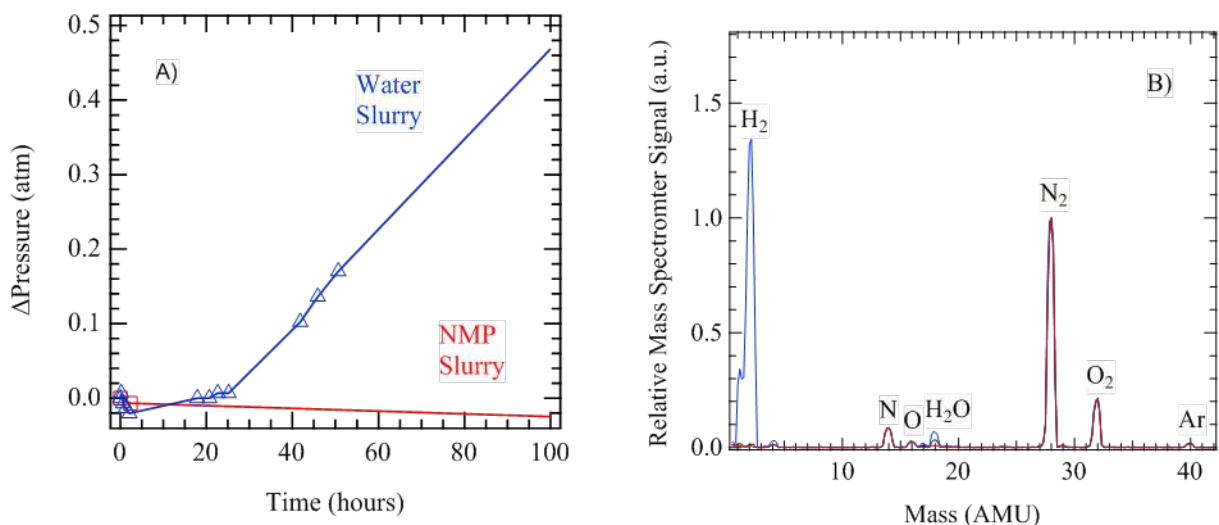 A)
Water
Slurry
NMP
Slurry
0.5
0.4
0.3
0.2
0.1
0.0
ΔPressure (atm)
0 20 40 60 80 100
Time (hours)
B)
H₂
N O H₂O
N₂
O₂
Ar
1.5
1.0
0.5
0.0
Relative Mass Spectromter Signal (a.u.)
10 20 30 40
Mass (AMU)